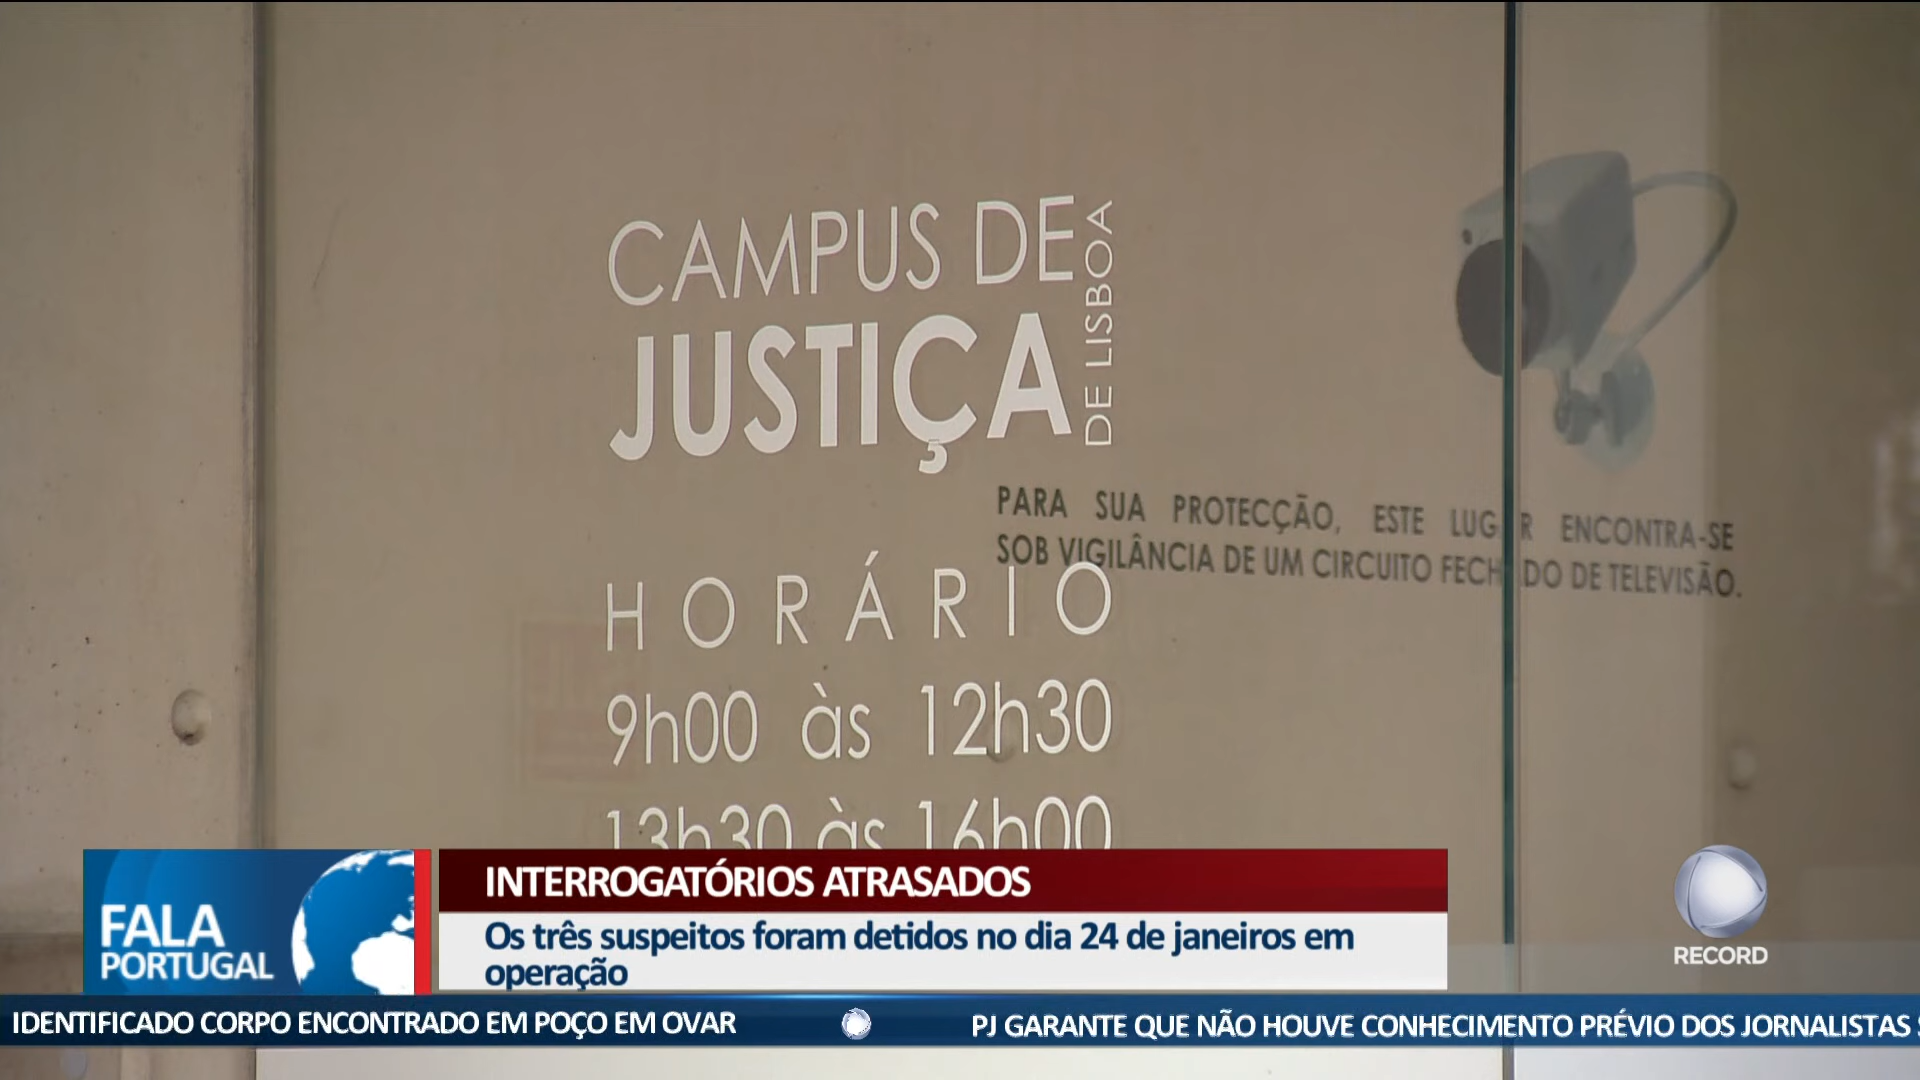 CAMPUS DE
JUSTIÇA
DE LISBOA
PARA SUA PROTECÇÃO, ESTE LUGAR ENCONTRA-SE
SOB VIGILÂNCIA DE UM CIRCUITO FECHADO DE TELEVISÃO.
HORÁRIO
9h00 às 12h30
13h30 às 16h00
FALA
PORTUGAL
INTERROGATÓRIOS ATRASADOS
Os três suspeitos foram detidos no dia 24 de janeiros em
operação
RECORD
IDENTIFICADO CORPO ENCONTRADO EM POÇO EM OVAR
PJ GARANTE QUE NÃO HOUVE CONHECIMENTO PRÉVIO DOS JORNALISTAS